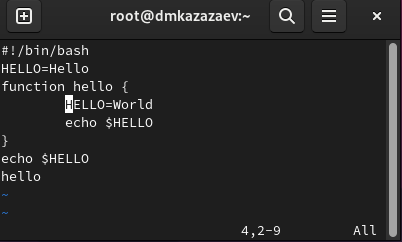 root@dmkazazaev:~
#!/bin/bash
HELLO=Hello
function hello {
        HELLO=World
        echo $HELLO
}
echo $HELLO
hello
~
~
4,2-9 All